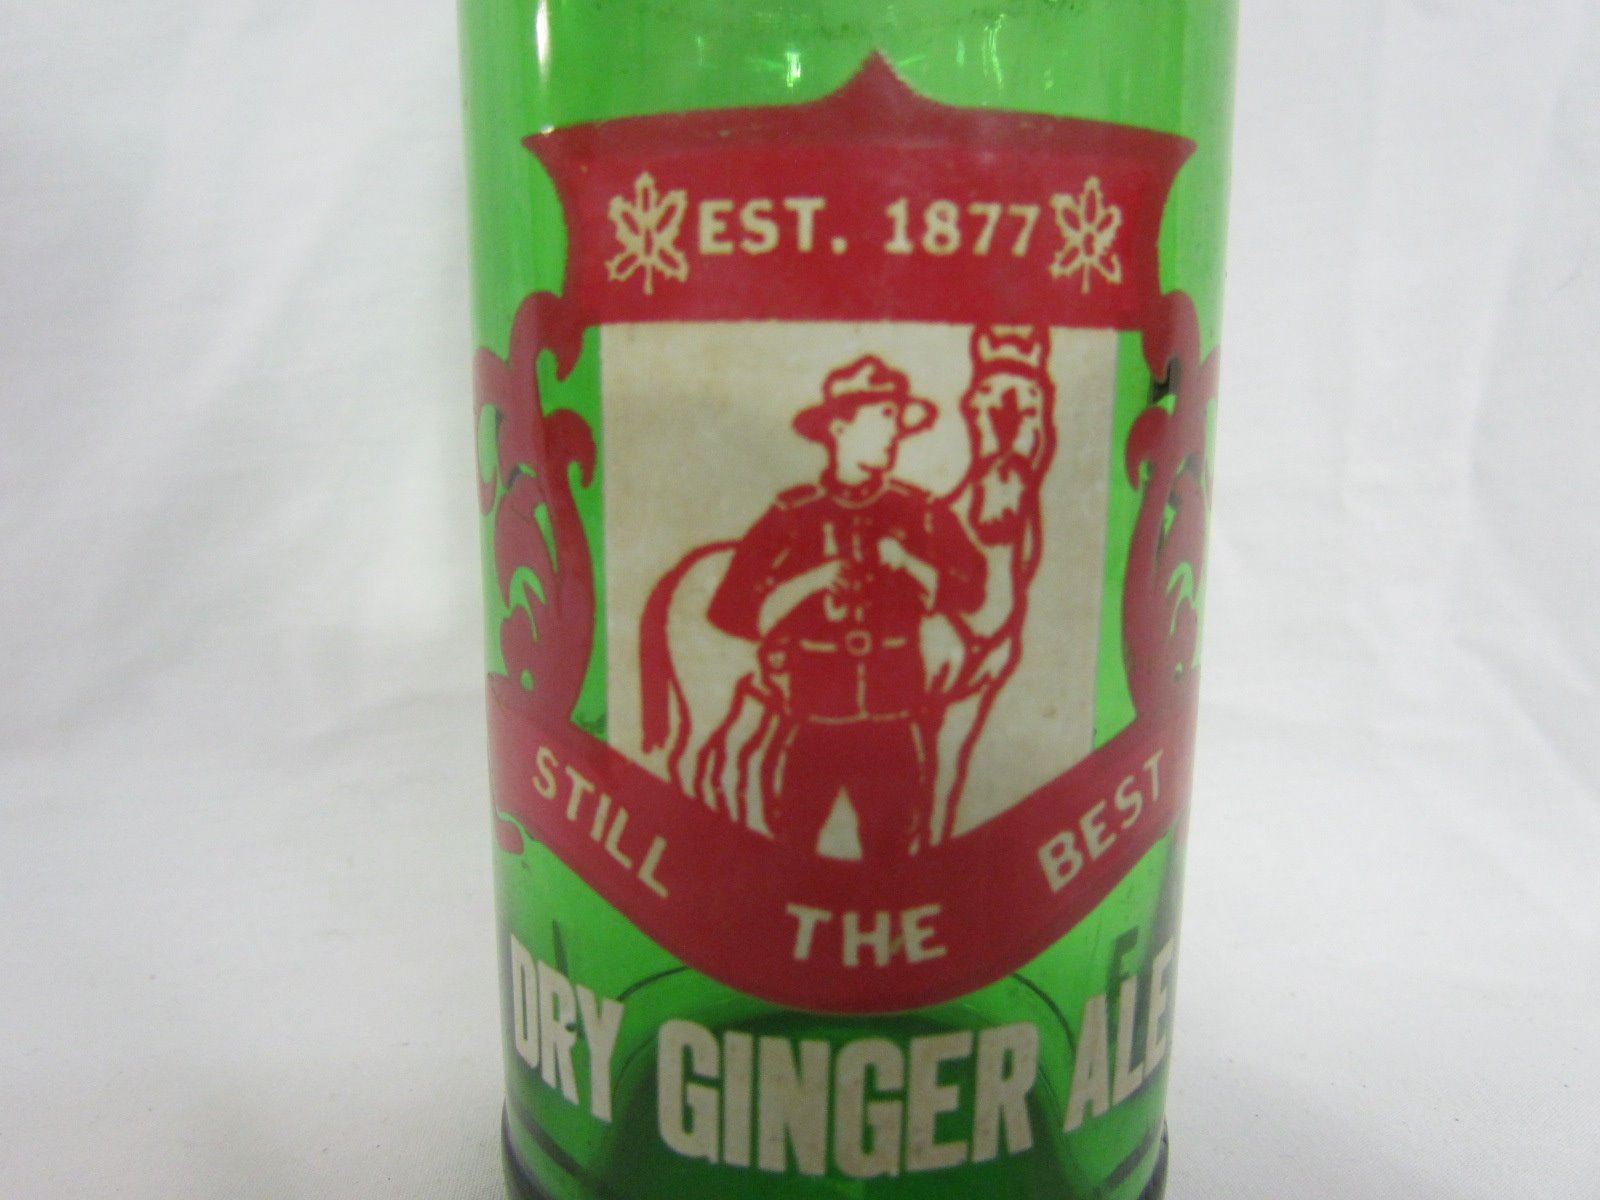 EST. 1877
STILL THE BEST
DRY GINGER ALE